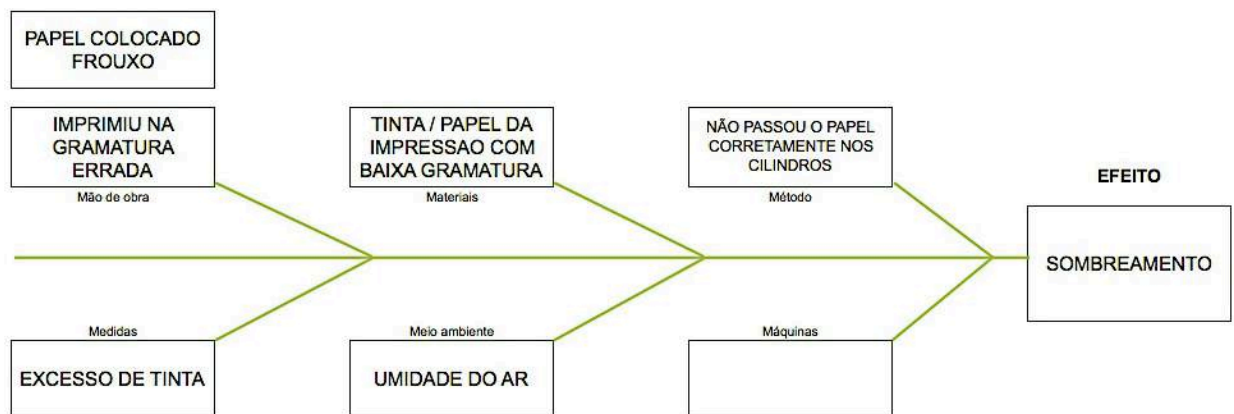 PAPEL COLOCADO
FROUXO
IMPRIMIU NA
GRAMATURA
ERRADA
Mão de obra
TINTA / PAPEL DA
IMPRESSAO COM
BAIXA GRAMATURA
Materiais
NÃO PASSOU O PAPEL
CORRETAMENTE NOS
CILINDROS
Método
EFEITO
SOMBREAMENTO
Medidas
EXCESSO DE TINTA
Meio ambiente
UMIDADE DO AR
Máquinas